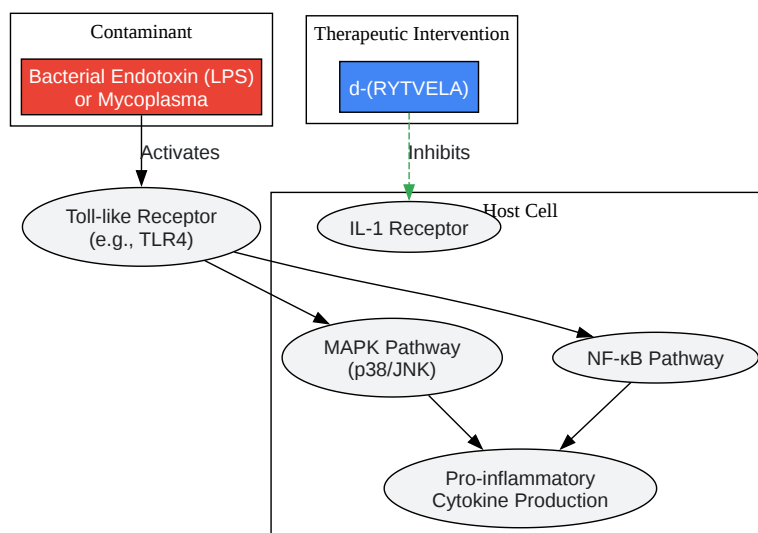 Contaminant
Bacterial Endotoxin (LPS)
or Mycoplasma
Therapeutic Intervention
d-(RYTVELA)
Activates
Inhibits
Toll-like Receptor
(e.g., TLR4)
Host Cell
IL-1 Receptor
MAPK Pathway
(p38/JNK)
NF-κB Pathway
Pro-inflammatory
Cytokine Production